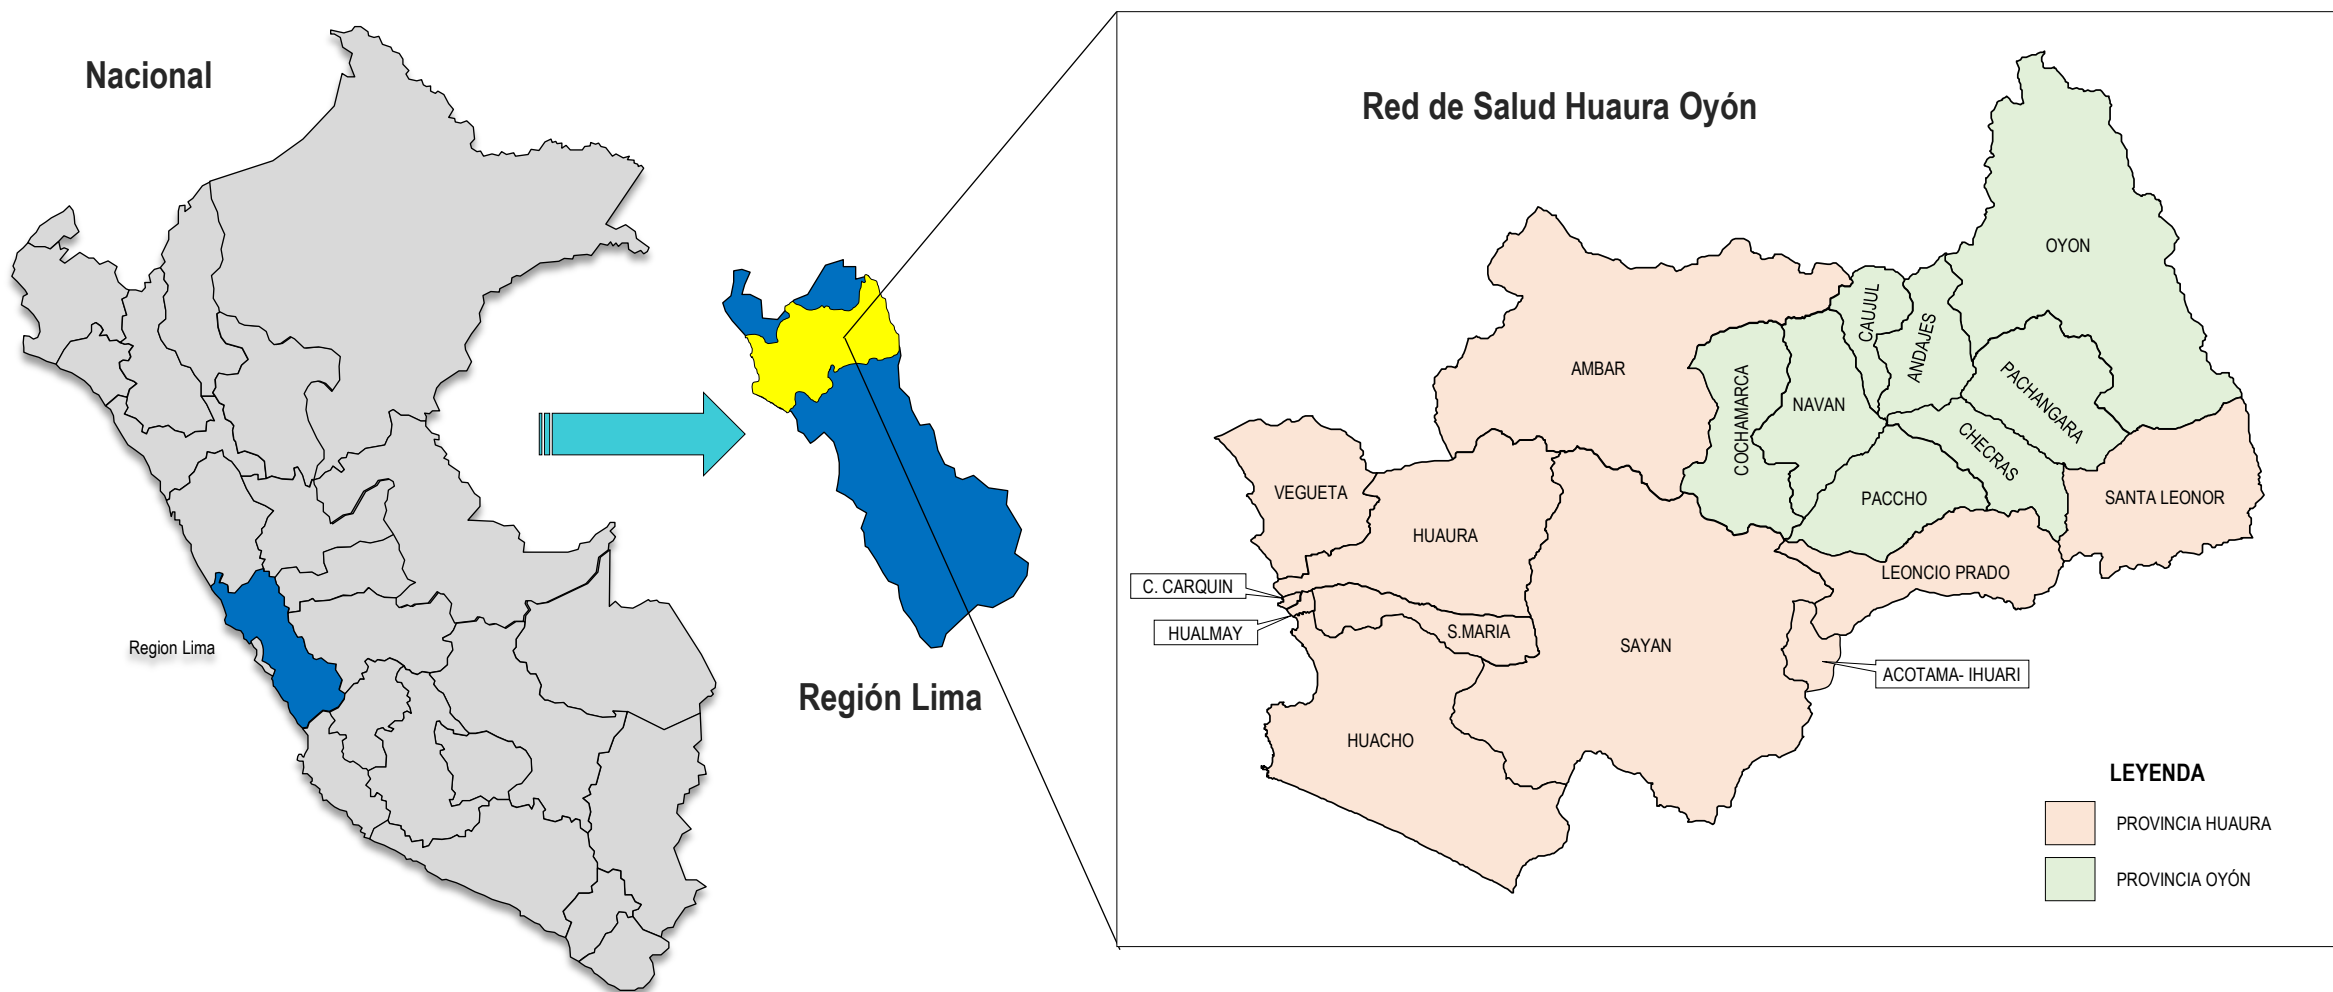 Nacional
Red de Salud Huaura Oyón
OYON
CAUJUL
ANDAJES
AMBAR
PACHANGARA
COCHAMARCA
NAVAN
CHECRAS
VEGUETA
PACCHO
SANTA LEONOR
HUAURA
LEONCIO PRADO
C. CARQUIN
HUALMAY
S.MARIA
SAYAN
ACOTAMA- IHUARI
Region Lima
Región Lima
HUACHO
LEYENDA
PROVINCIA HUAURA
PROVINCIA OYÓN